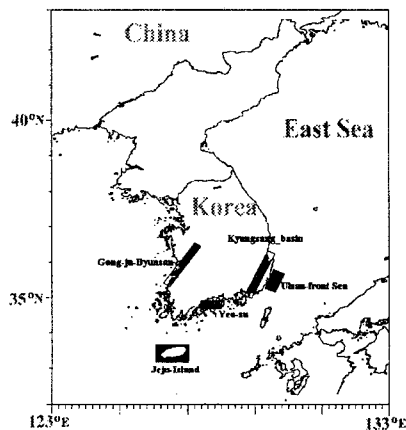 China
40°N
East Sea
Korea
Kyungsang_basin
Gong-ju-Byunsan
Ulsan-front Sea
35°N
Yeo-su
Jeju-Island
123°E
133°E